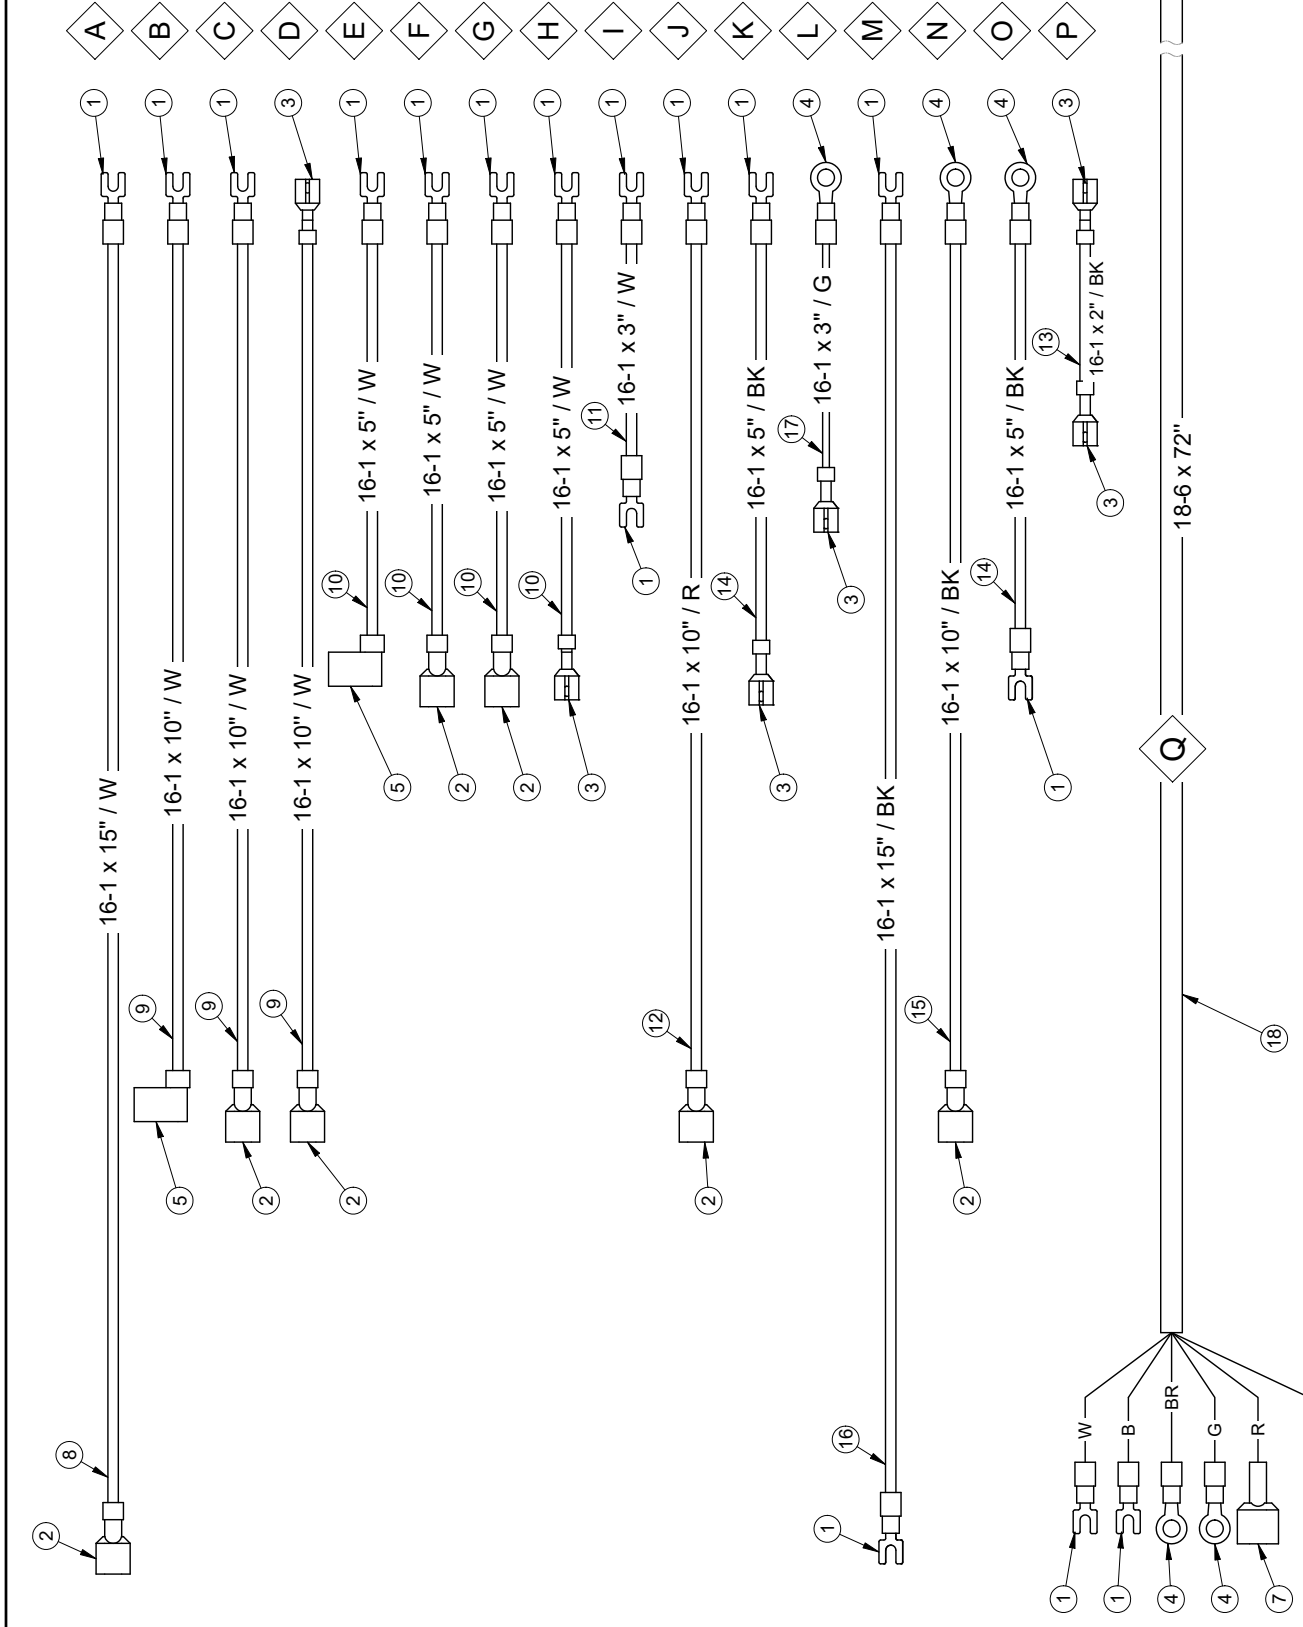 A B C D E F G H I J K L M N O P
1 1 1 3 1 1 1 1 1 1 1 4 1 4 4 3
16-1 x 15" / W
8
2
16-1 x 10" / W
9
5
16-1 x 10" / W
9
2
16-1 x 10" / W
9
2
16-1 x 5" / W
10
5
16-1 x 5" / W
10
2
16-1 x 5" / W
10
2
16-1 x 5" / W
10
3
16-1 x 3" / W
11
1
16-1 x 10" / R
12
2
16-1 x 5" / BK
14
3
16-1 x 3" / G
17
3
16-1 x 15" / BK
16
1
16-1 x 10" / BK
15
2
16-1 x 5" / BK
14
1
16-1 x 2" / BK
13
3
18-6 x 72"
Q
18
W
B
BR
G
R
1
1
4
4
7